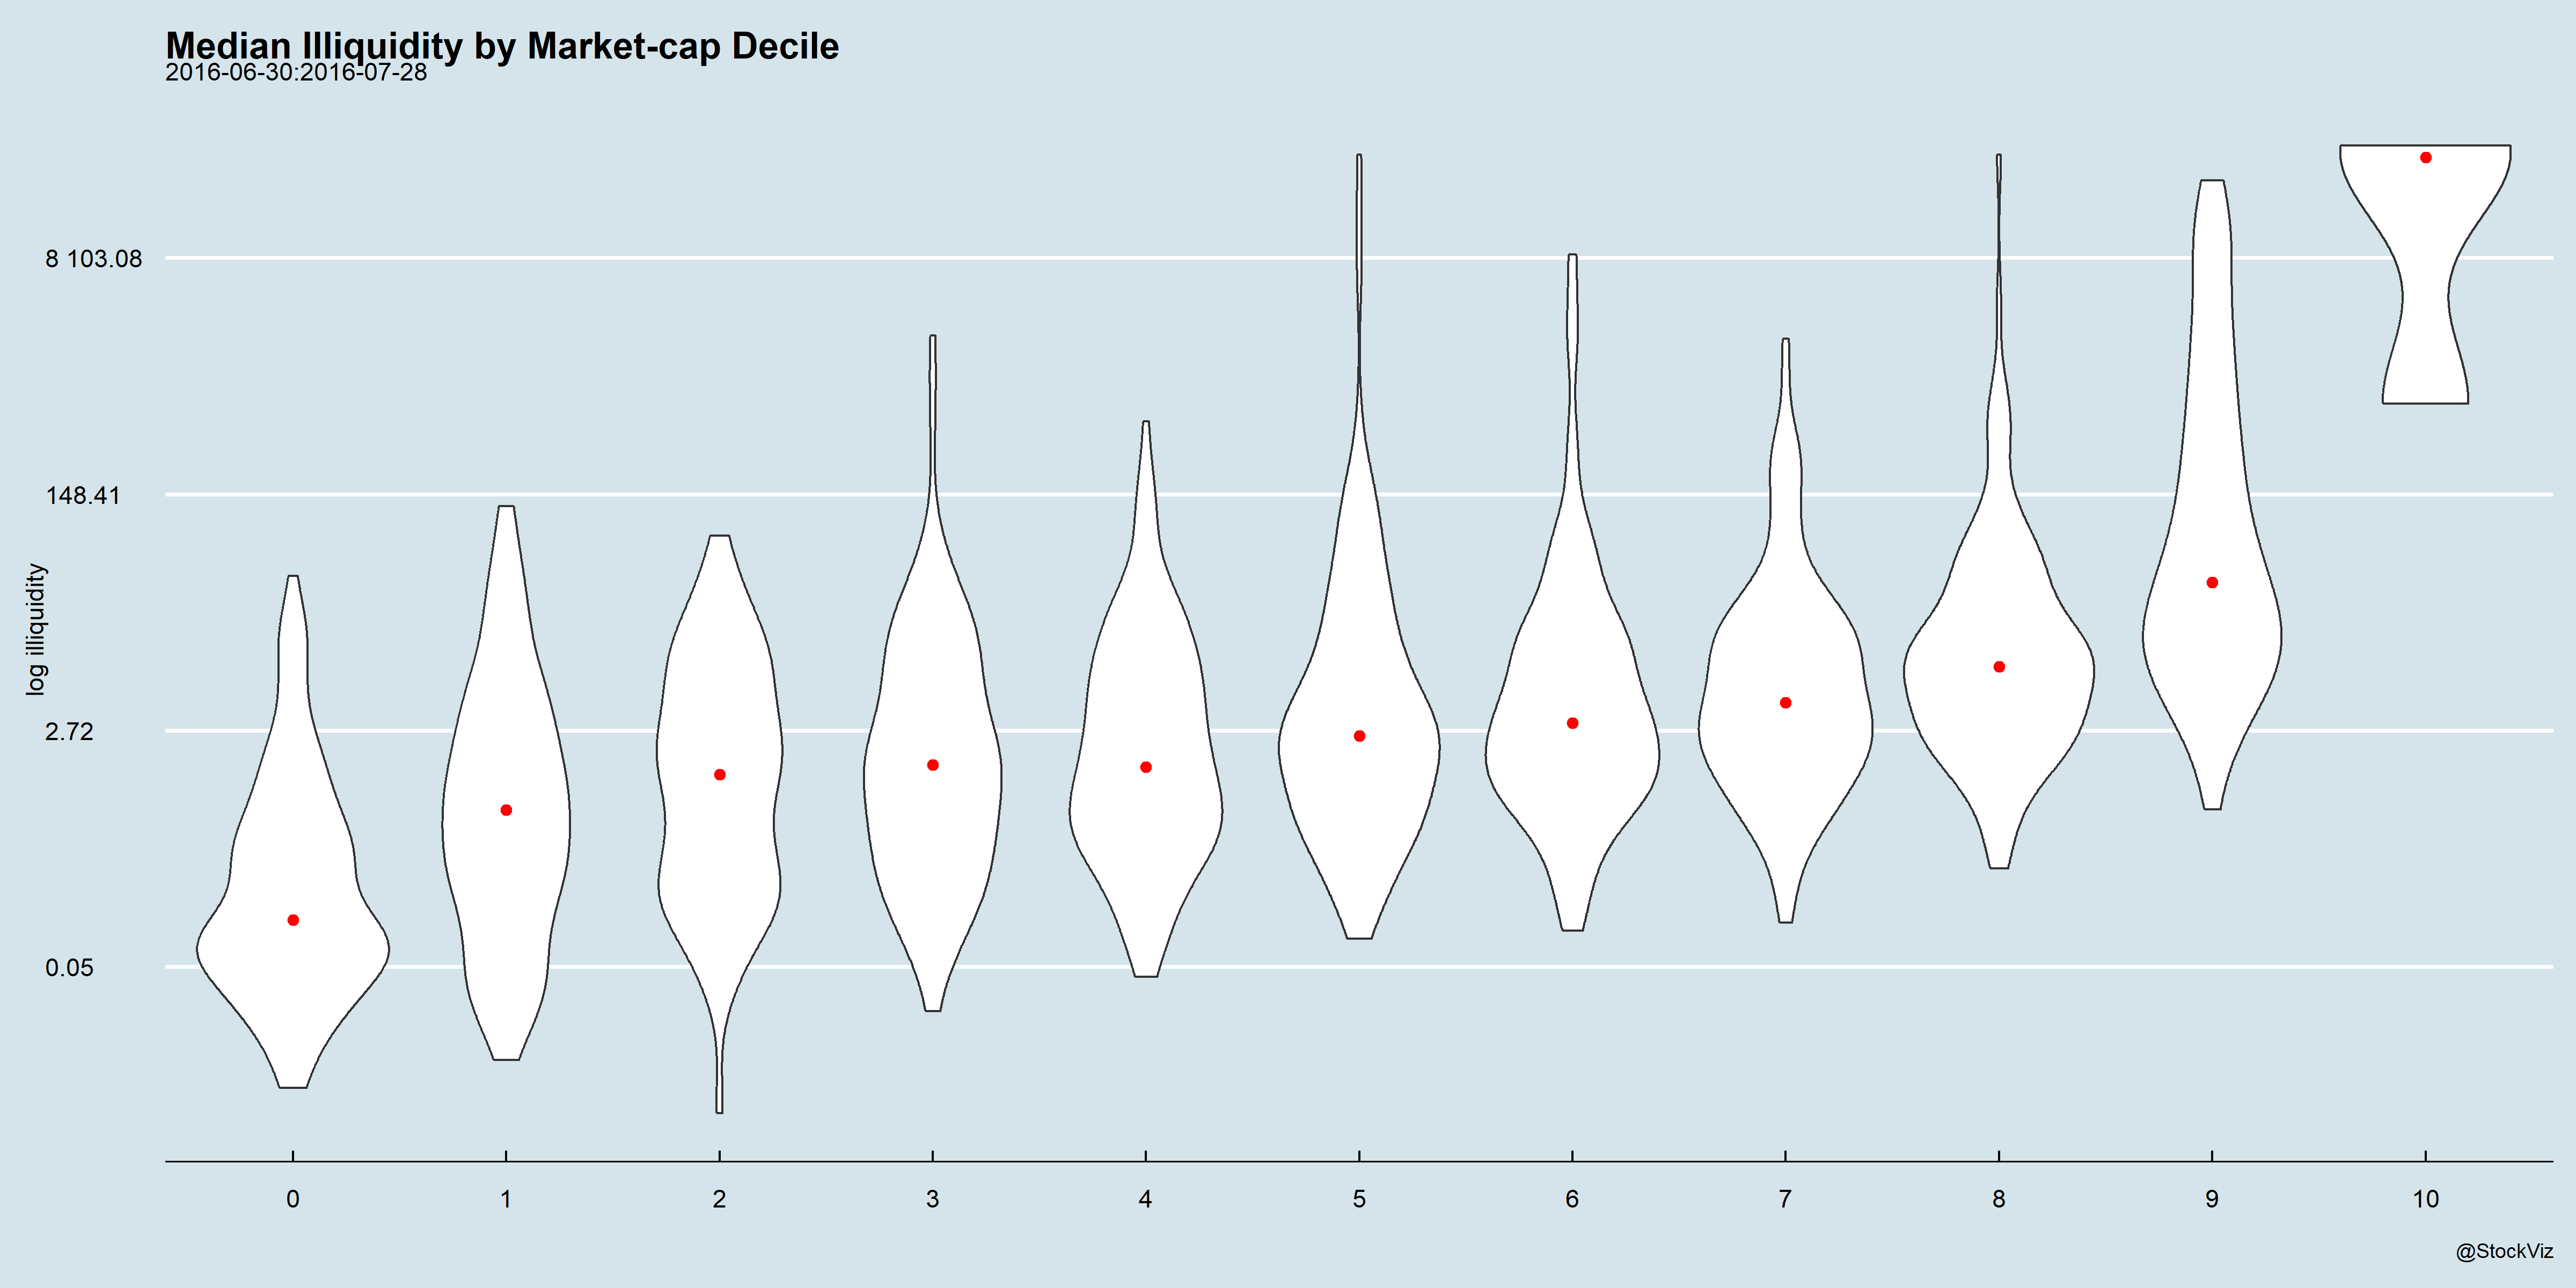 Median Illiquidity by Market-cap Decile
2016-06-30:2016-07-28
8 103.08
148.41
2.72
0.05
log illiquidity
0 1 2 3 4 5 6 7 8 9 10
@StockViz